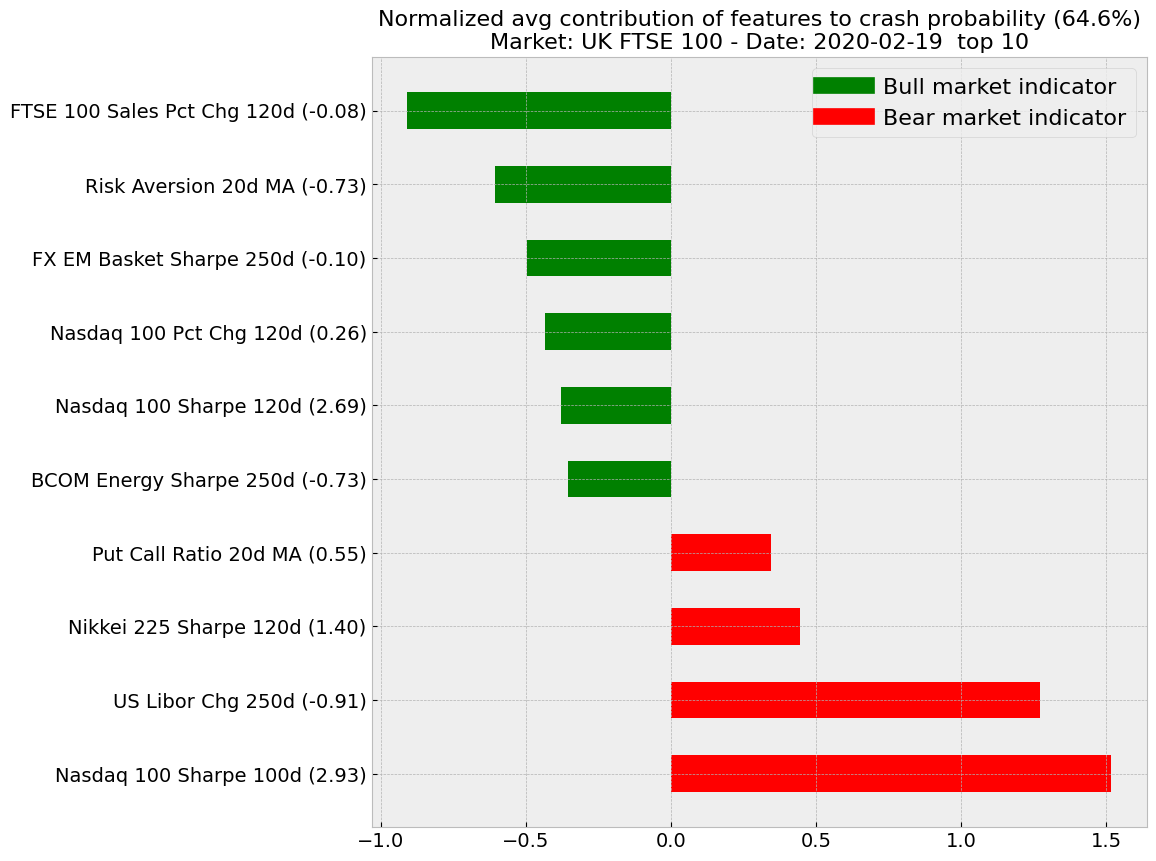 Normalized avg contribution of features to crash probability (64.6%)
Market: UK FTSE 100 - Date: 2020-02-19  top 10
Bull market indicator
Bear market indicator
FTSE 100 Sales Pct Chg 120d (-0.08)
Risk Aversion 20d MA (-0.73)
FX EM Basket Sharpe 250d (-0.10)
Nasdaq 100 Pct Chg 120d (0.26)
Nasdaq 100 Sharpe 120d (2.69)
BCOM Energy Sharpe 250d (-0.73)
Put Call Ratio 20d MA (0.55)
Nikkei 225 Sharpe 120d (1.40)
US Libor Chg 250d (-0.91)
Nasdaq 100 Sharpe 100d (2.93)
−1.0 −0.5 0.0 0.5 1.0 1.5